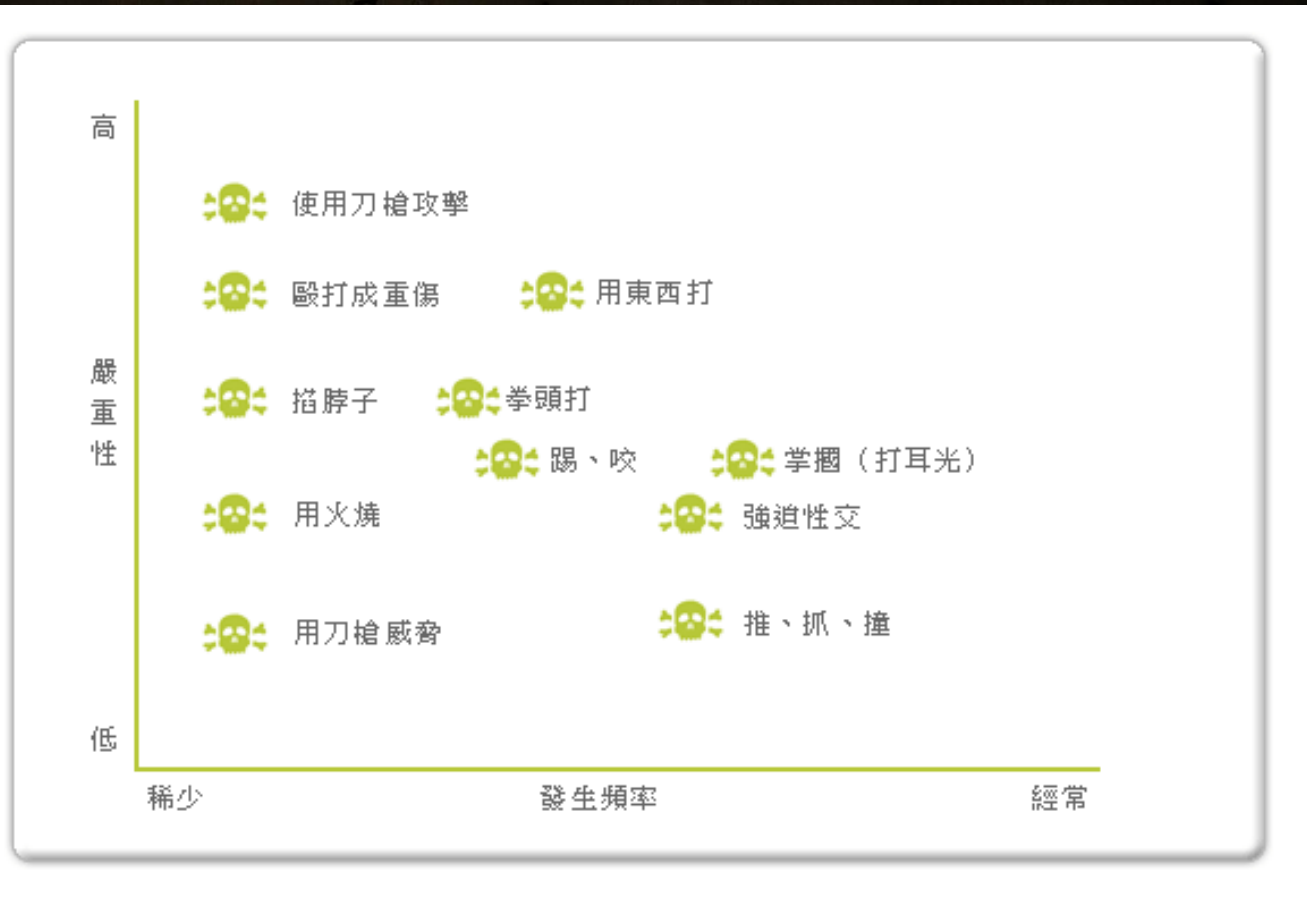 高
使用刀槍攻擊
毆打成重傷
用東西打
嚴重性
掐脖子
拳頭打
踢、咬
掌摑（打耳光）
用火燒
強迫性交
用刀槍威脅
推、抓、撞
低
稀少
發生頻率
經常